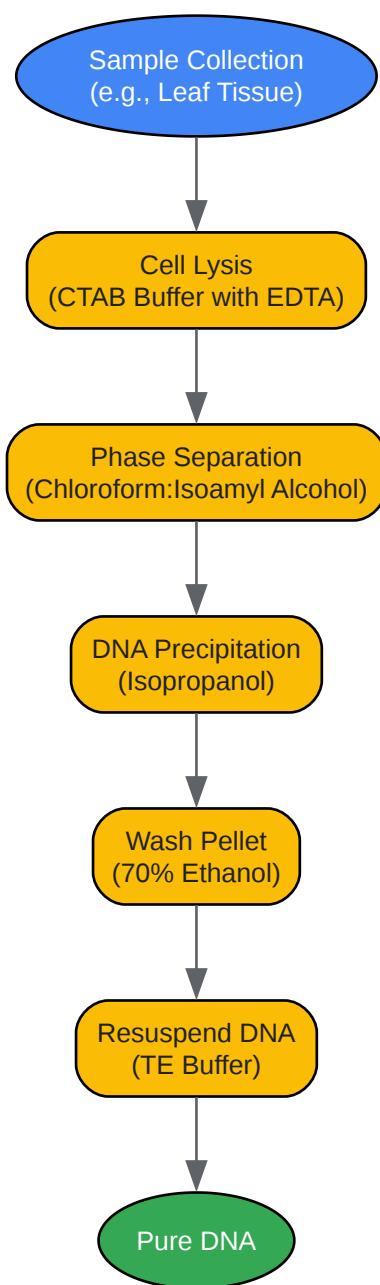 Sample Collection
(e.g., Leaf Tissue)
Cell Lysis
(CTAB Buffer with EDTA)
Phase Separation
(Chloroform:Isoamyl Alcohol)
DNA Precipitation
(Isopropanol)
Wash Pellet
(70% Ethanol)
Resuspend DNA
(TE Buffer)
Pure DNA